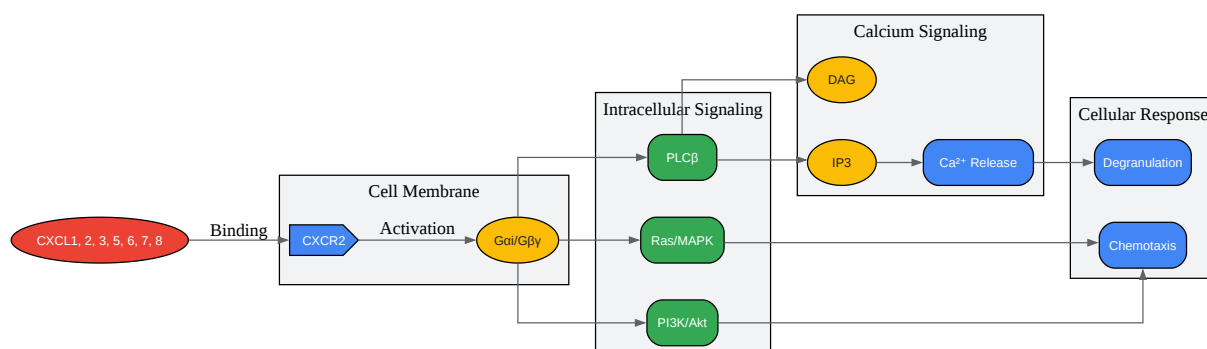 Calcium Signaling
DAG
Intracellular Signaling
Cellular Response
PLCβ
IP3
Ca²⁺ Release
Degranulation
Cell Membrane
CXCL1, 2, 3, 5, 6, 7, 8
Binding
CXCR2
Activation
Gαi/Gβγ
Ras/MAPK
Chemotaxis
PI3K/Akt